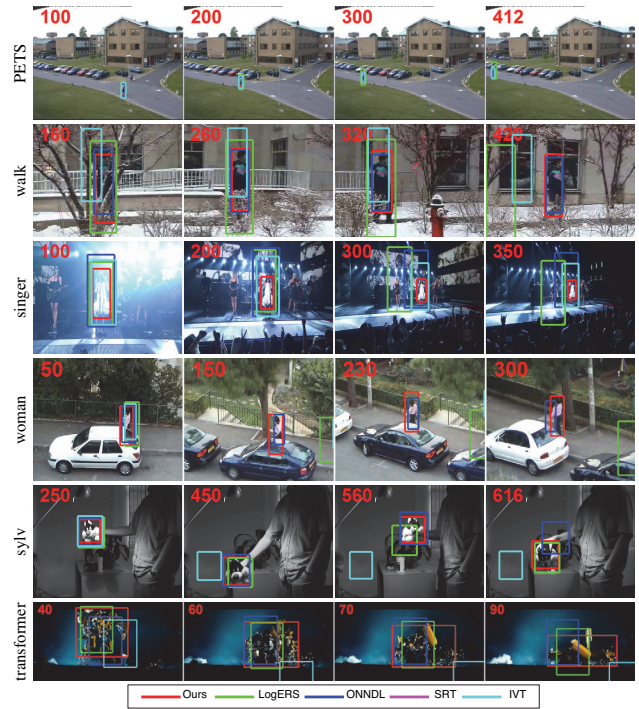 PETS 100 200 300 412
walk 160 260 320 420
singer 100 200 300 350
woman 50 150 230 300
sylv 250 450 560 616
transformer 40 60 70 90
Ours LogERS ONNDL SRT IVT